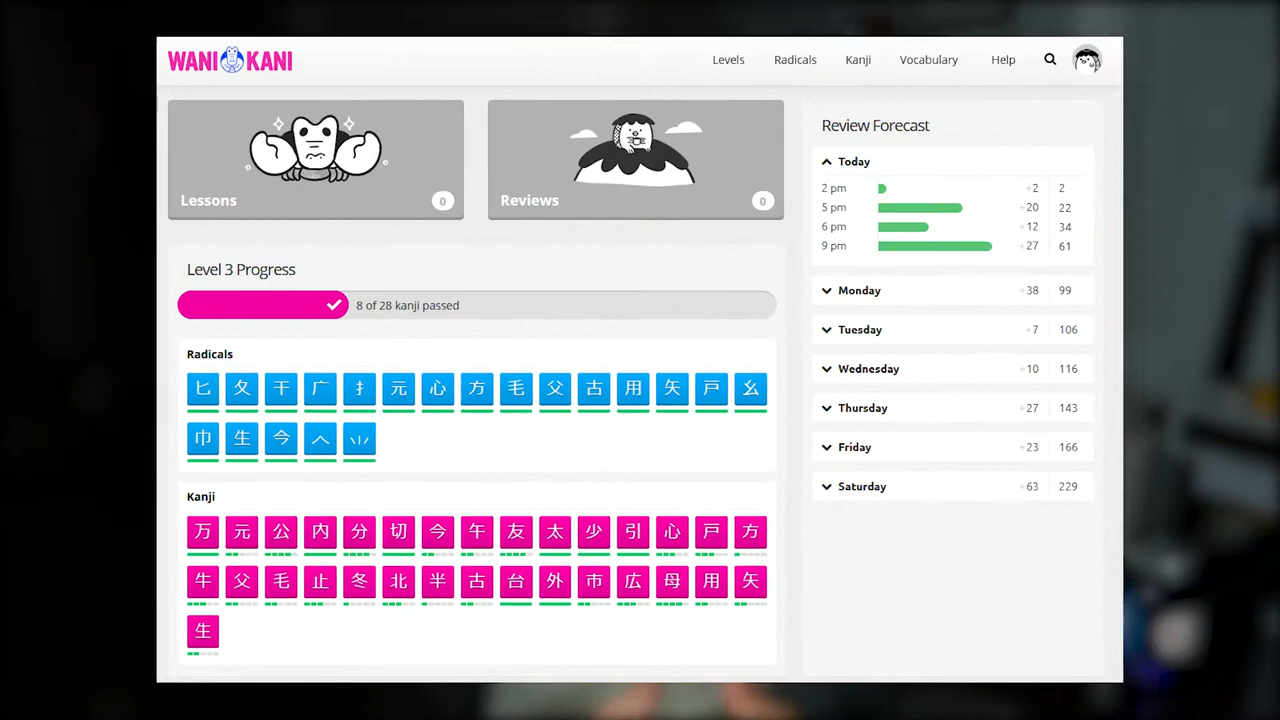 WANI KANI
Levels Radicals Kanji Vocabulary Help
Lessons 0
Reviews 0
Level 3 Progress
8 of 28 kanji passed
Radicals
匕 夂 干 广 扌 元 心 方 毛 父 古 用 矢 戸 幺
巾 生 今 𠆢 ⺌
Kanji
万 元 公 内 分 切 今 午 友 太 少 引 心 戸 方
牛 父 毛 止 冬 北 半 古 台 外 市 広 母 用 矢
生
Review Forecast
Today
2 pm +2 2
5 pm +20 22
6 pm +12 34
9 pm +27 61
Monday +38 99
Tuesday +7 106
Wednesday +10 116
Thursday +27 143
Friday +23 166
Saturday +63 229